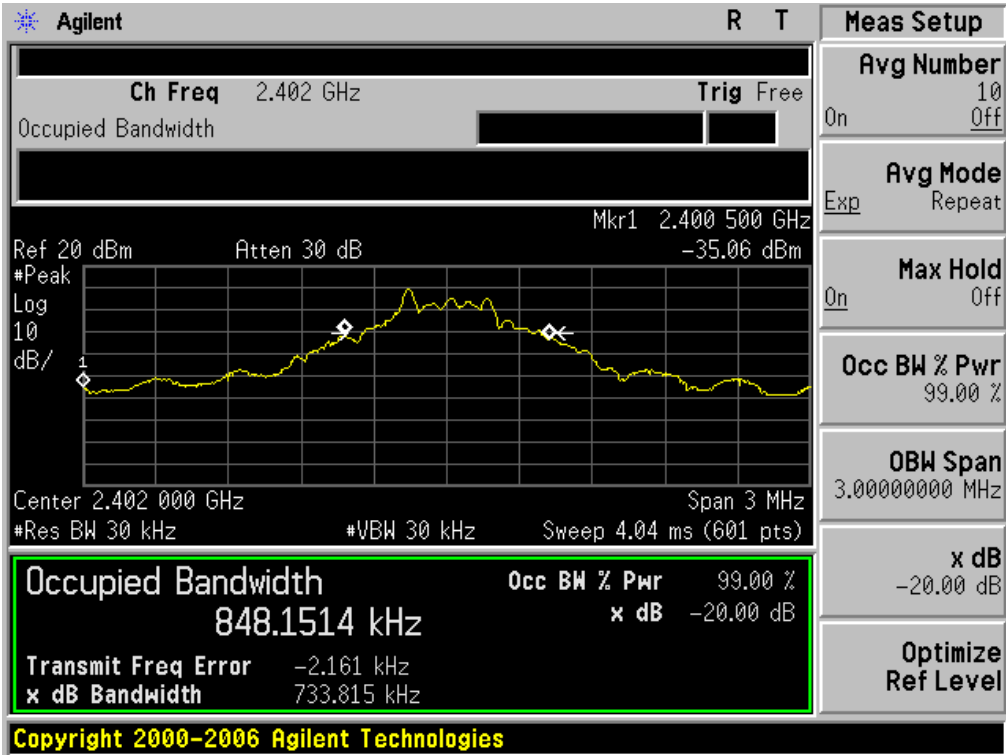 Agilent R T
Ch Freq 2.402 GHz Trig Free
Occupied Bandwidth
Mkr1 2.400 500 GHz
Ref 20 dBm Atten 30 dB -35.06 dBm
#Peak
Log
10
dB/
1
Center 2.402 000 GHz Span 3 MHz
#Res BW 30 kHz #VBW 30 kHz Sweep 4.04 ms (601 pts)
Occupied Bandwidth
848.1514 kHz
Occ BW % Pwr 99.00 %
x dB -20.00 dB
Transmit Freq Error -2.161 kHz
x dB Bandwidth 733.815 kHz
Copyright 2000-2006 Agilent Technologies
Meas Setup
Avg Number
10
On Off
Avg Mode
Exp Repeat
Max Hold
On Off
Occ BW % Pwr
99.00 %
OBW Span
3.00000000 MHz
x dB
-20.00 dB
Optimize
Ref Level